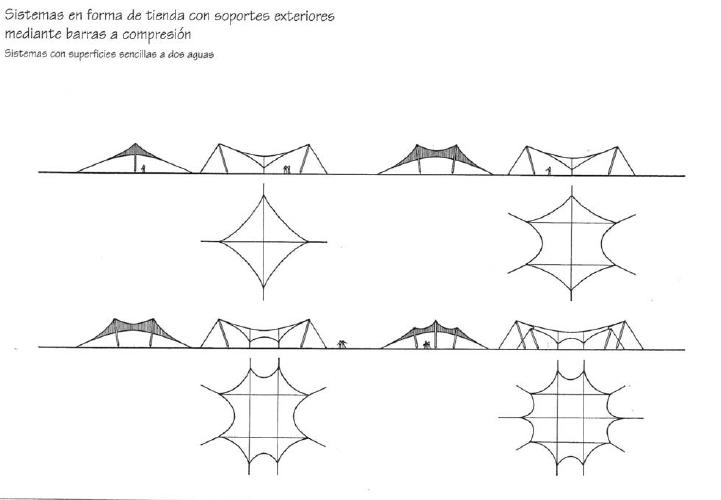 Sistemas en forma de tienda con soportes exteriores
mediante barras a compresión
Sistemas con superficies sencillas a dos aguas